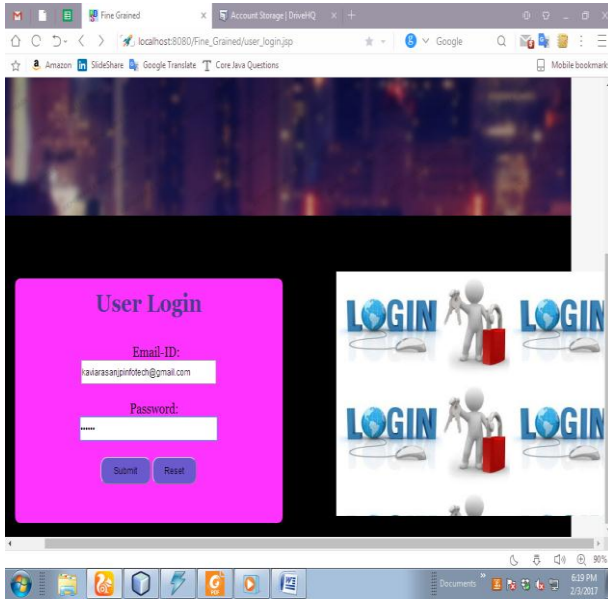 Fine Grained
Account Storage | DriveHQ
localhost:8080/Fine_Grained/user_login.jsp
Google
Amazon SlideShare Google Translate Core Java Questions
Mobile bookmark
User Login
Email-ID:
kaviarasanjpinfotech@gmail.com
Password:
Submit Reset
LOGIN LOGIN
LOGIN LOGIN
90%
Documents
6:19 PM
2/3/2017